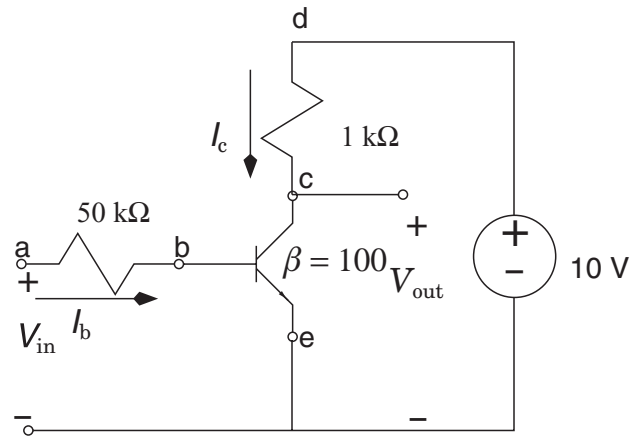 d
I_c
1 kΩ
c
50 kΩ
+
+
a
b
β = 100
-
10 V
+
V_out
V_in
I_b
e
-
-